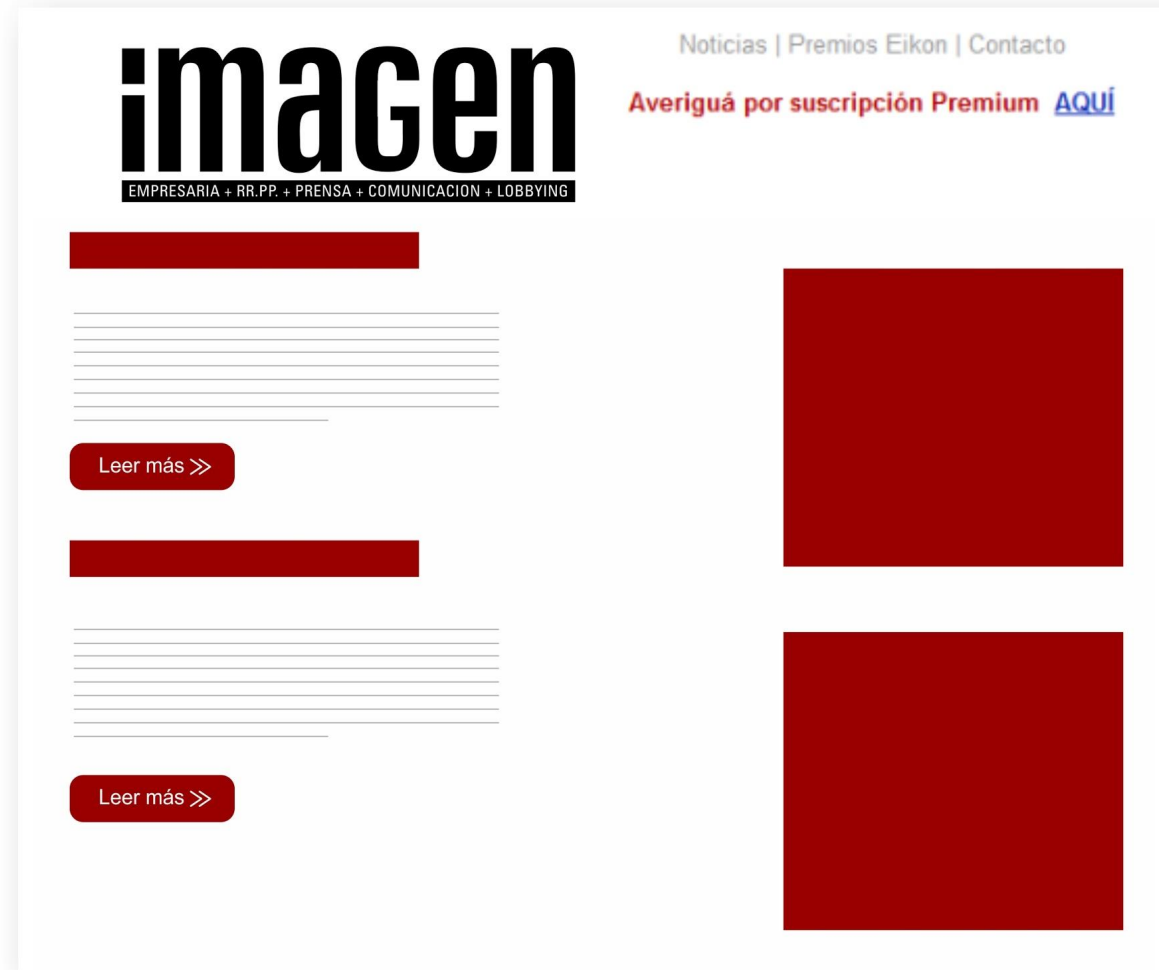 imagen
EMPRESARIA + RR.PP. + PRENSA + COMUNICACION + LOBBYING
Noticias | Premios Eikon | Contacto
Averiguá por suscripción Premium AQUÍ
Leer más >>
Leer más >>